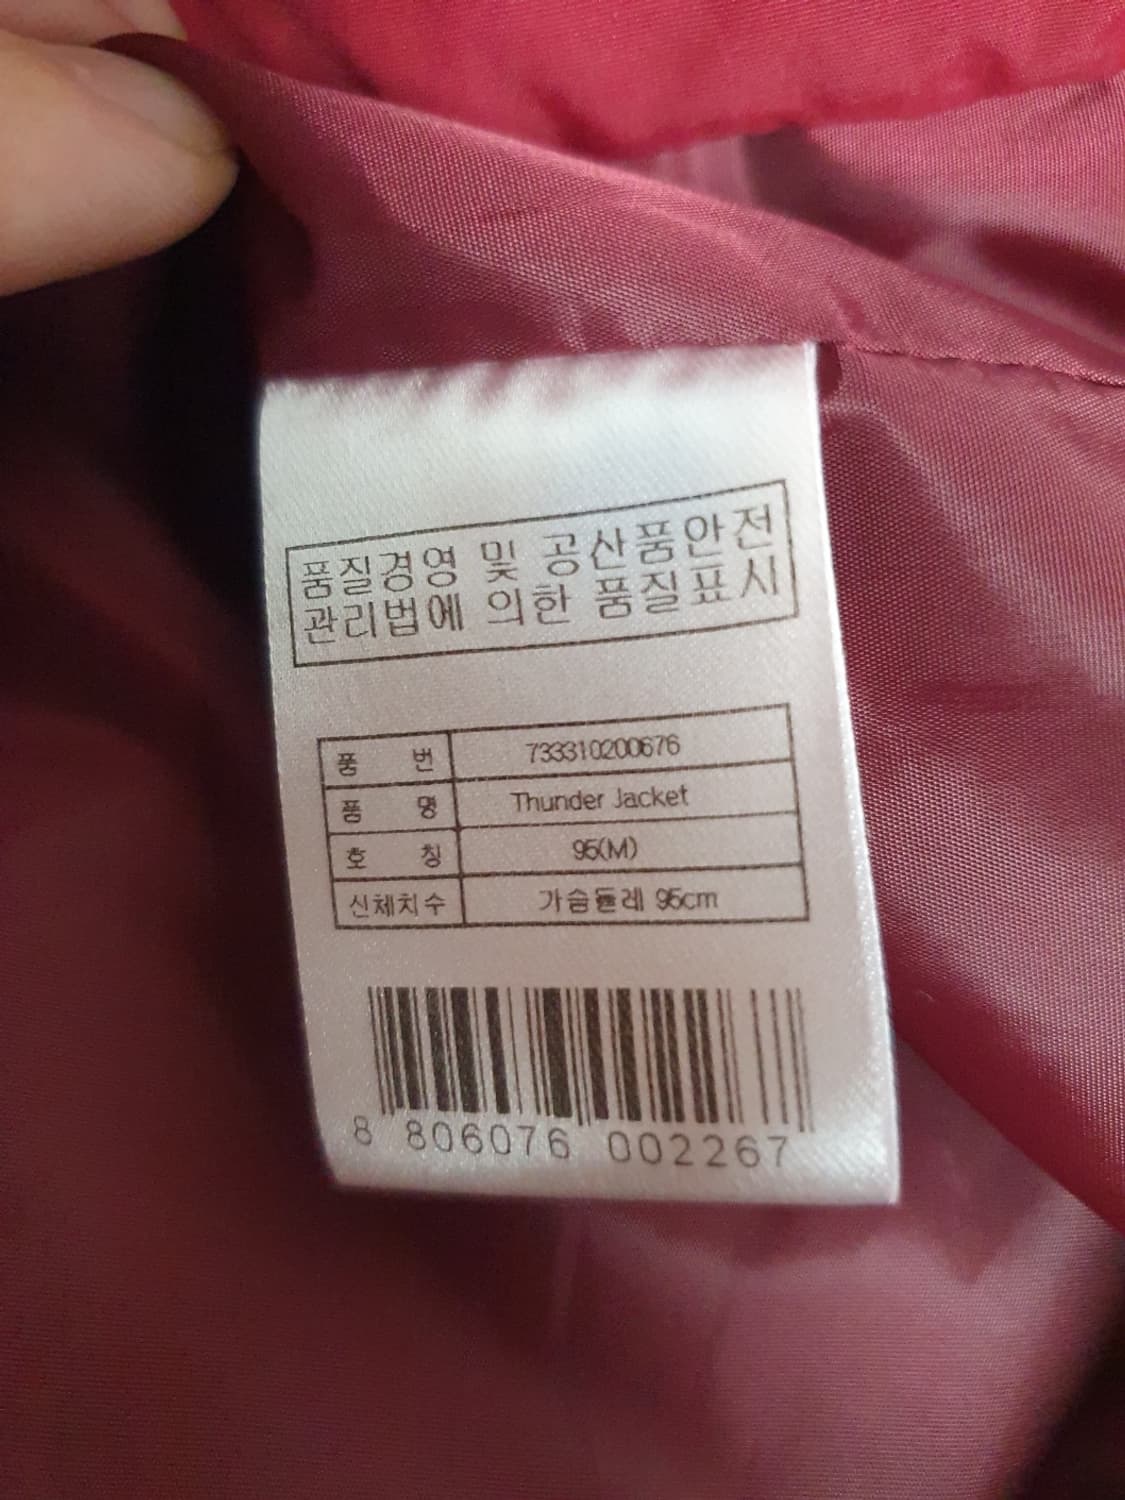 품질경영 및 공산품안전
관리법에 의한 품질표시
품 번 733310200676
품 명 Thunder Jacket
호 칭 95(M)
신체치수 가슴둘레 95cm
8 806076 002267